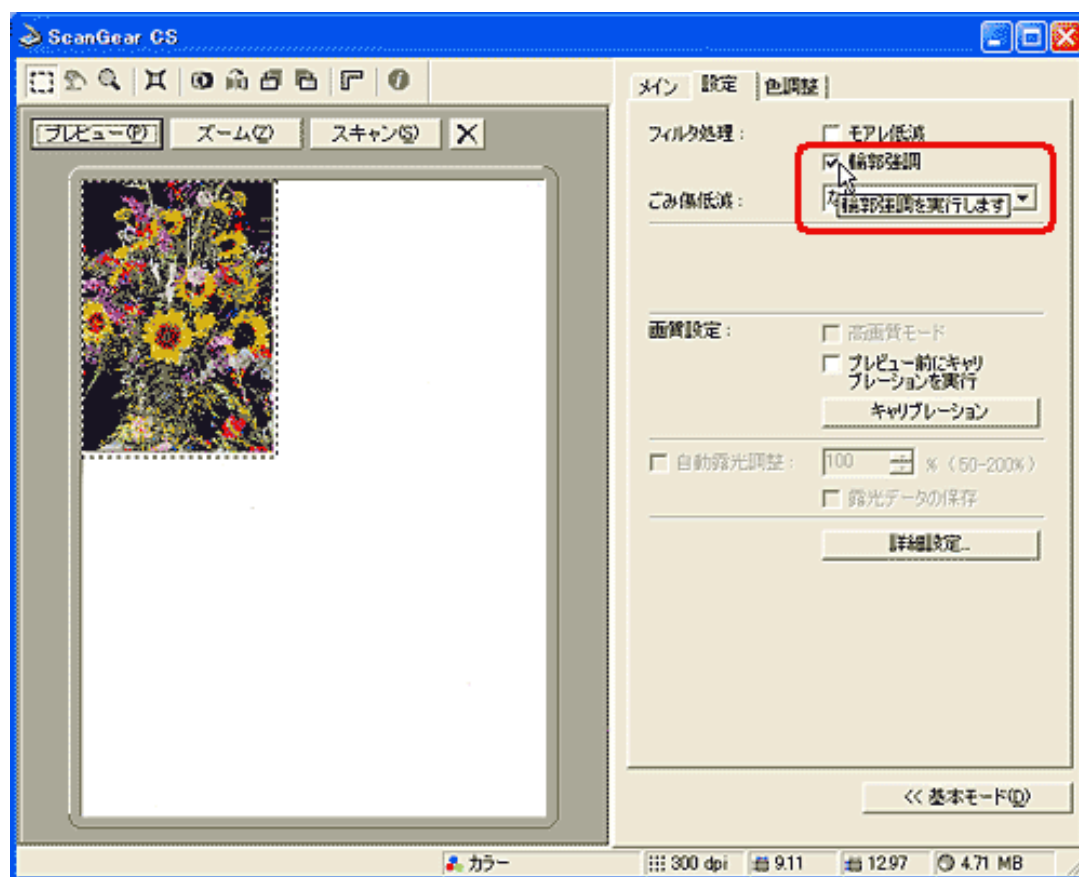 ScanGear CS
メイン 設定 色調整
プレビュー(P) ズーム(Z) スキャン(S)
フィルタ処理： モアレ低減
輪郭強調
ごみ傷低減：
輪郭強調を実行します
画質設定： 高画質モード
プレビュー前にキャリ
ブレーションを実行
キャリブレーション
自動露光調整： 100 % (50-200%)
露光データの保存
詳細設定...
<< 基本モード(D)
カラー 300 dpi 9.11 12.97 4.71 MB